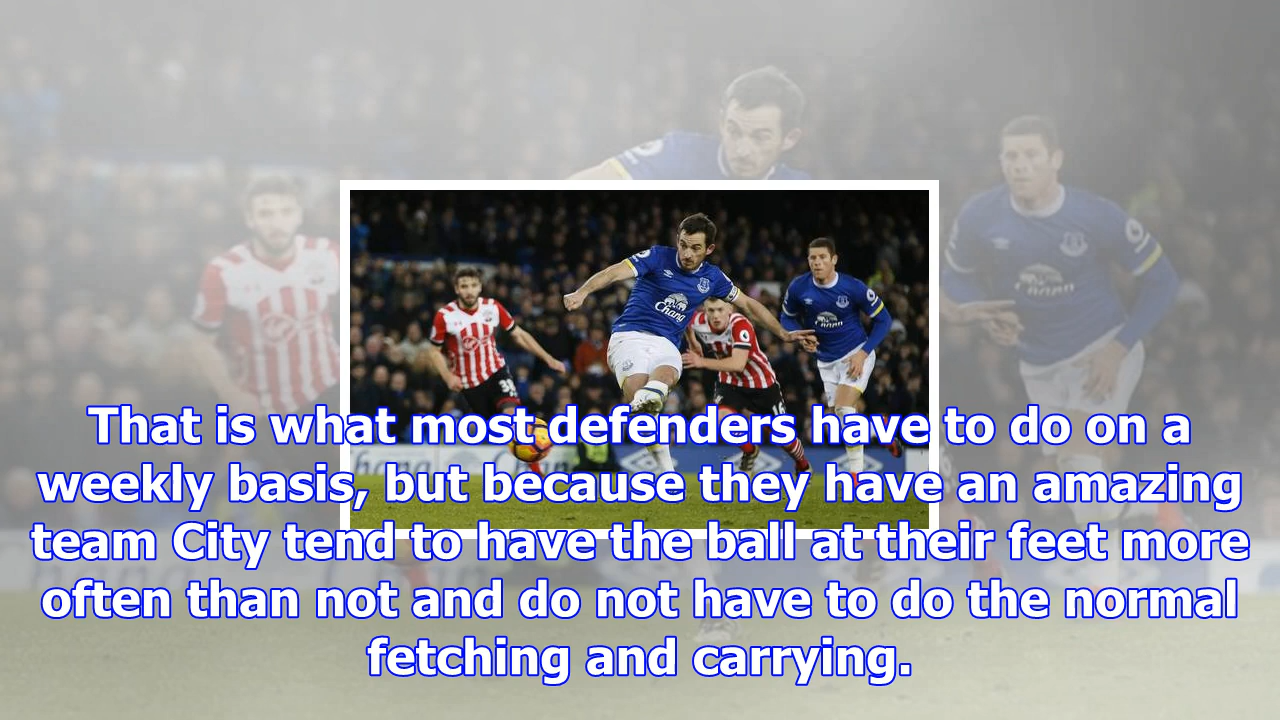 Chang
Chang
That is what most defenders have to do on a
weekly basis, but because they have an amazing
team City tend to have the ball at their feet more
often than not and do not have to do the normal
fetching and carrying.